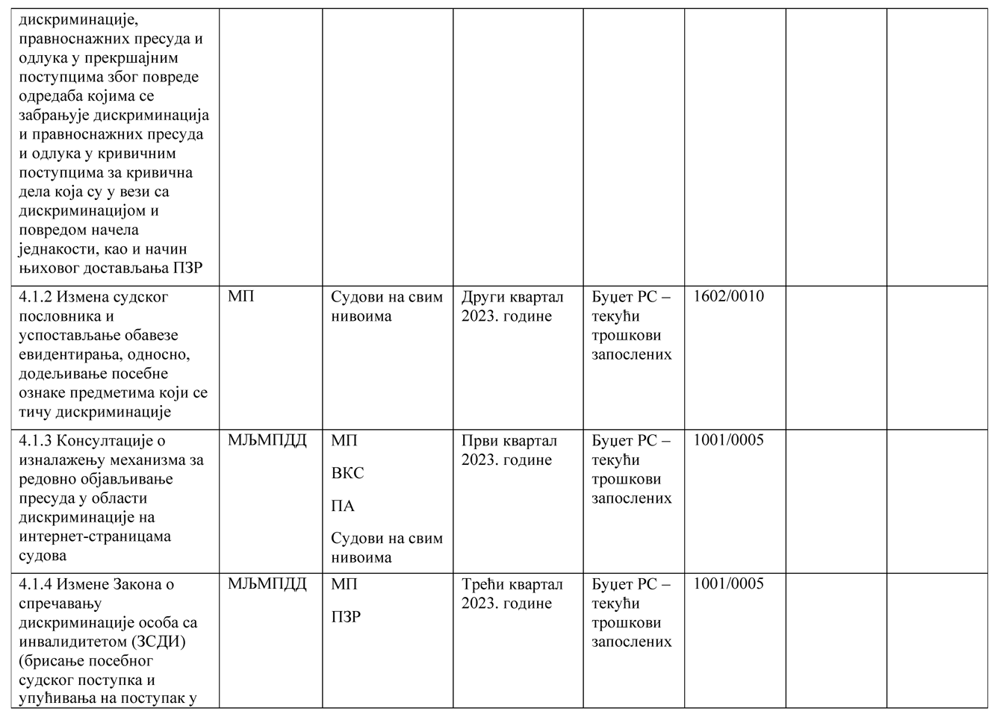 дискриминације,
правоснажних пресуда и
одлука у прекршајним
поступцима због повреде
одредаба којима се
забрањује дискриминација
и правоснажних пресуда
и одлука у кривичним
поступцима за кривична
дела која су у вези са
дискриминацијом и
повредом начела
једнакости, као и начин
њиховог достављања ПЗР
4.1.2 Измена судског
пословника и
успостављање обавезе
евидентирања, односно,
додељивање посебне
ознаке предметима који се
тичу дискриминације
МП
Судови на свим
нивоима
Други квартал
2023. године
Буџет РС –
текући
трошкови
запослених
1602/0010
4.1.3 Консултације о
изналажењу механизма за
редовно објављивање
пресуда у области
дискриминације на
интернет-страницама
судова
МЉМПДД
МП
ВКС
ПА
Судови на свим
нивоима
Први квартал
2023. године
Буџет РС –
текући
трошкови
запослених
1001/0005
4.1.4 Измене Закона о
спречавању
дискриминације особа са
инвалидитетом (ЗСДИ)
(брисање посебног
судског поступка и
упућивања на поступак у
МЉМПДД
МП
ПЗР
Трећи квартал
2023. године
Буџет РС –
текући
трошкови
запослених
1001/0005